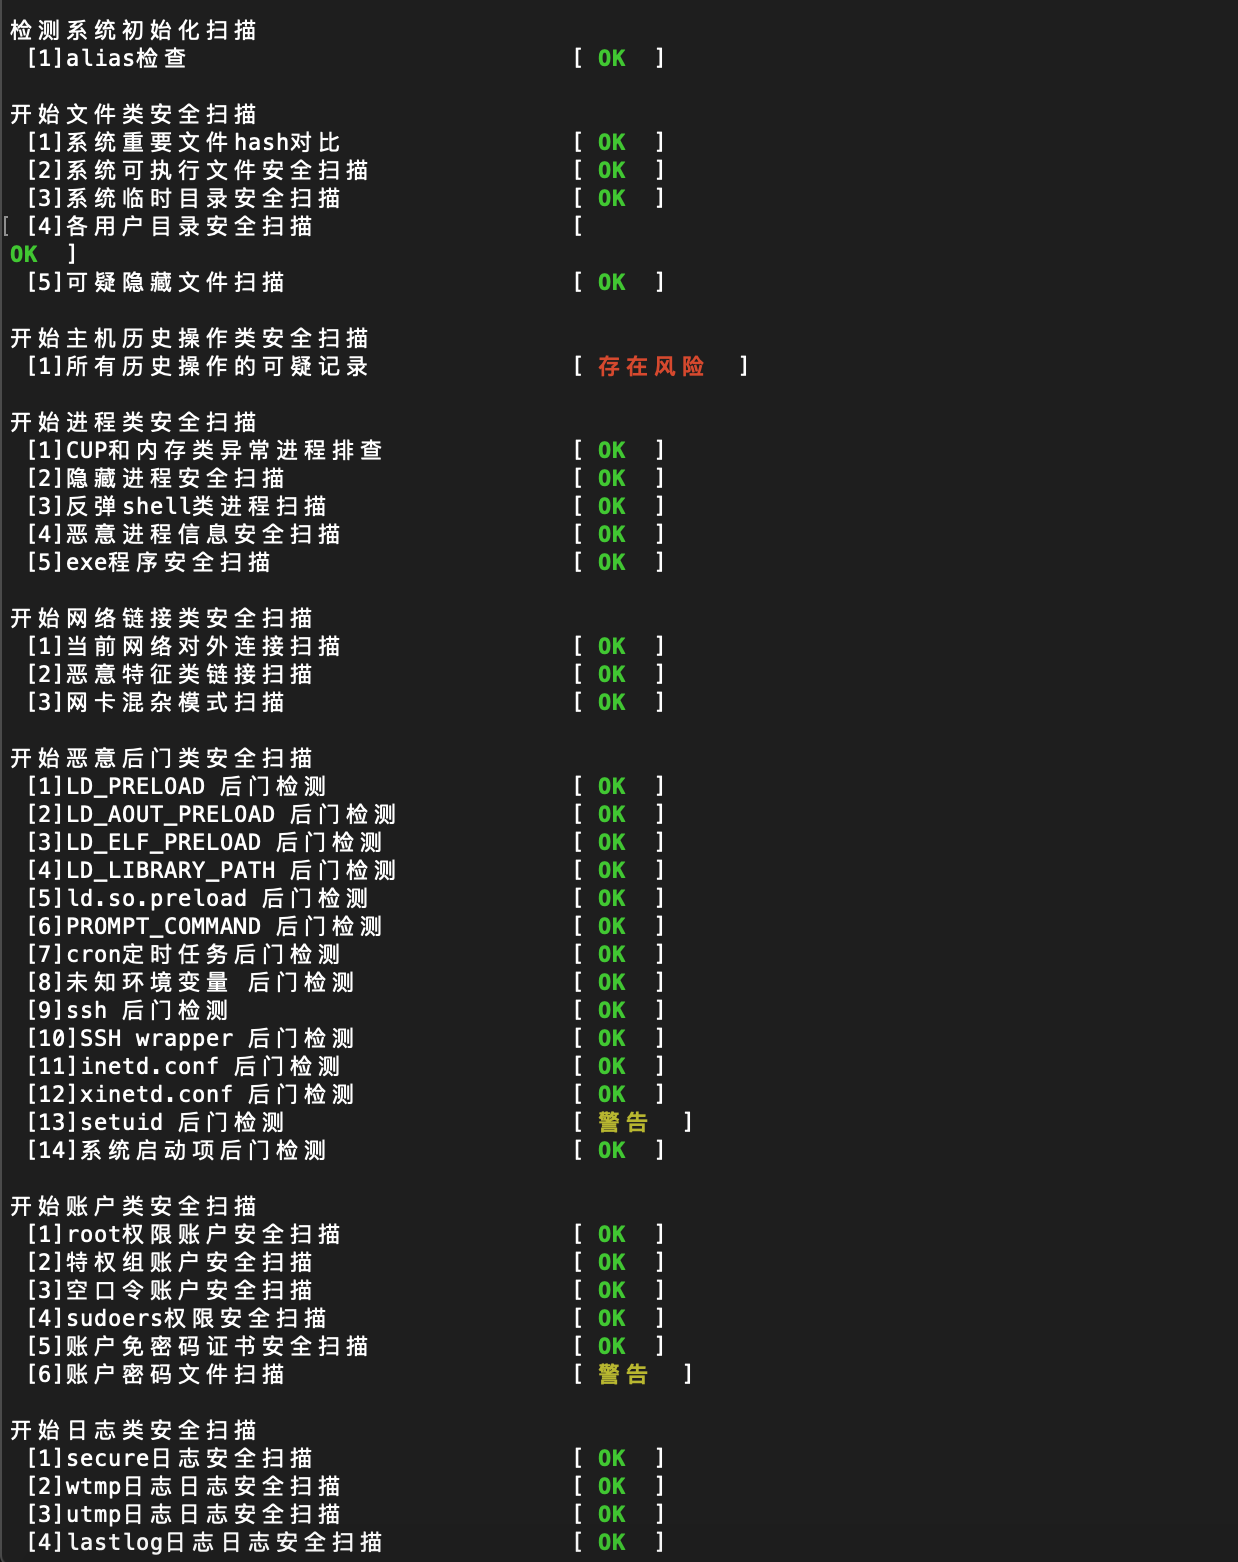 检测系统初始化扫描
[1]alias检查 [ OK ]
开始文件类安全扫描
[1]系统重要文件hash对比 [ OK ]
[2]系统可执行文件安全扫描 [ OK ]
[3]系统临时目录安全扫描 [ OK ]
[ [4]各用户目录安全扫描 [
OK ]
[5]可疑隐藏文件扫描 [ OK ]
开始主机历史操作类安全扫描
[1]所有历史操作的可疑记录 [ 存在风险 ]
开始进程类安全扫描
[1]CUP和内存类异常进程排查 [ OK ]
[2]隐藏进程安全扫描 [ OK ]
[3]反弹shell类进程扫描 [ OK ]
[4]恶意进程信息安全扫描 [ OK ]
[5]exe程序安全扫描 [ OK ]
开始网络链接类安全扫描
[1]当前网络对外连接扫描 [ OK ]
[2]恶意特征类链接扫描 [ OK ]
[3]网卡混杂模式扫描 [ OK ]
开始恶意后门类安全扫描
[1]LD_PRELOAD 后门检测 [ OK ]
[2]LD_AOUT_PRELOAD 后门检测 [ OK ]
[3]LD_ELF_PRELOAD 后门检测 [ OK ]
[4]LD_LIBRARY_PATH 后门检测 [ OK ]
[5]ld.so.preload 后门检测 [ OK ]
[6]PROMPT_COMMAND 后门检测 [ OK ]
[7]cron定时任务后门检测 [ OK ]
[8]未知环境变量 后门检测 [ OK ]
[9]ssh 后门检测 [ OK ]
[10]SSH wrapper 后门检测 [ OK ]
[11]inetd.conf 后门检测 [ OK ]
[12]xinetd.conf 后门检测 [ OK ]
[13]setuid 后门检测 [ 警告 ]
[14]系统启动项后门检测 [ OK ]
开始账户类安全扫描
[1]root权限账户安全扫描 [ OK ]
[2]特权组账户安全扫描 [ OK ]
[3]空口令账户安全扫描 [ OK ]
[4]sudoers权限安全扫描 [ OK ]
[5]账户免密码证书安全扫描 [ OK ]
[6]账户密码文件扫描 [ 警告 ]
开始日志类安全扫描
[1]secure日志安全扫描 [ OK ]
[2]wtmp日志日志安全扫描 [ OK ]
[3]utmp日志日志安全扫描 [ OK ]
[4]lastlog日志日志安全扫描 [ OK ]